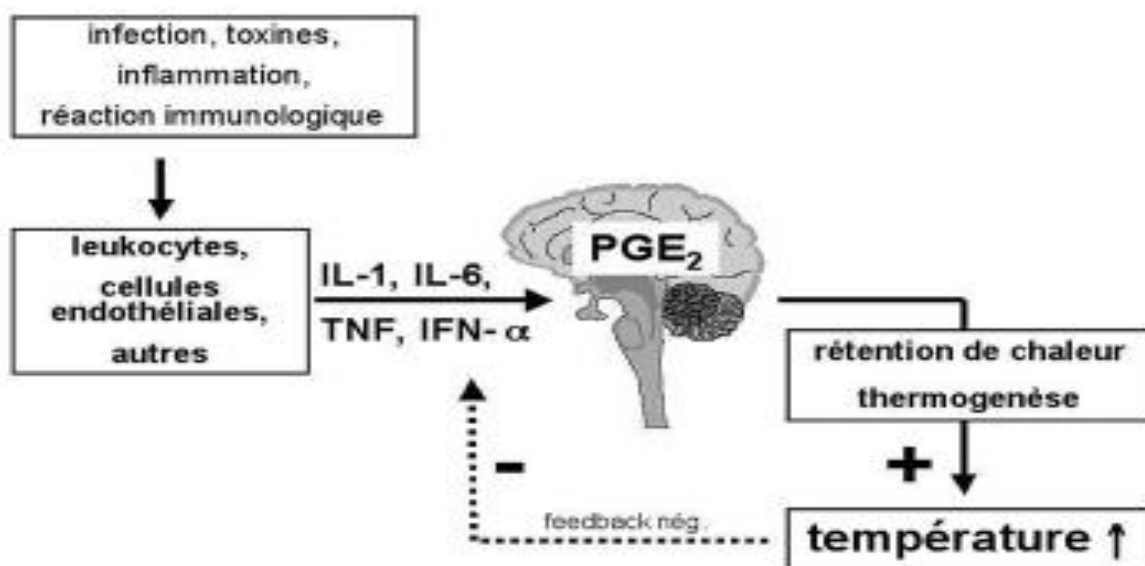 infection, toxines,
inflammation,
réaction immunologique
leukocytes,
cellules
endothéliales,
autres
IL-1, IL-6,
TNF, IFN- α
PGE₂
rétention de chaleur
thermogenèse
+
-
feedback nég.
température ↑